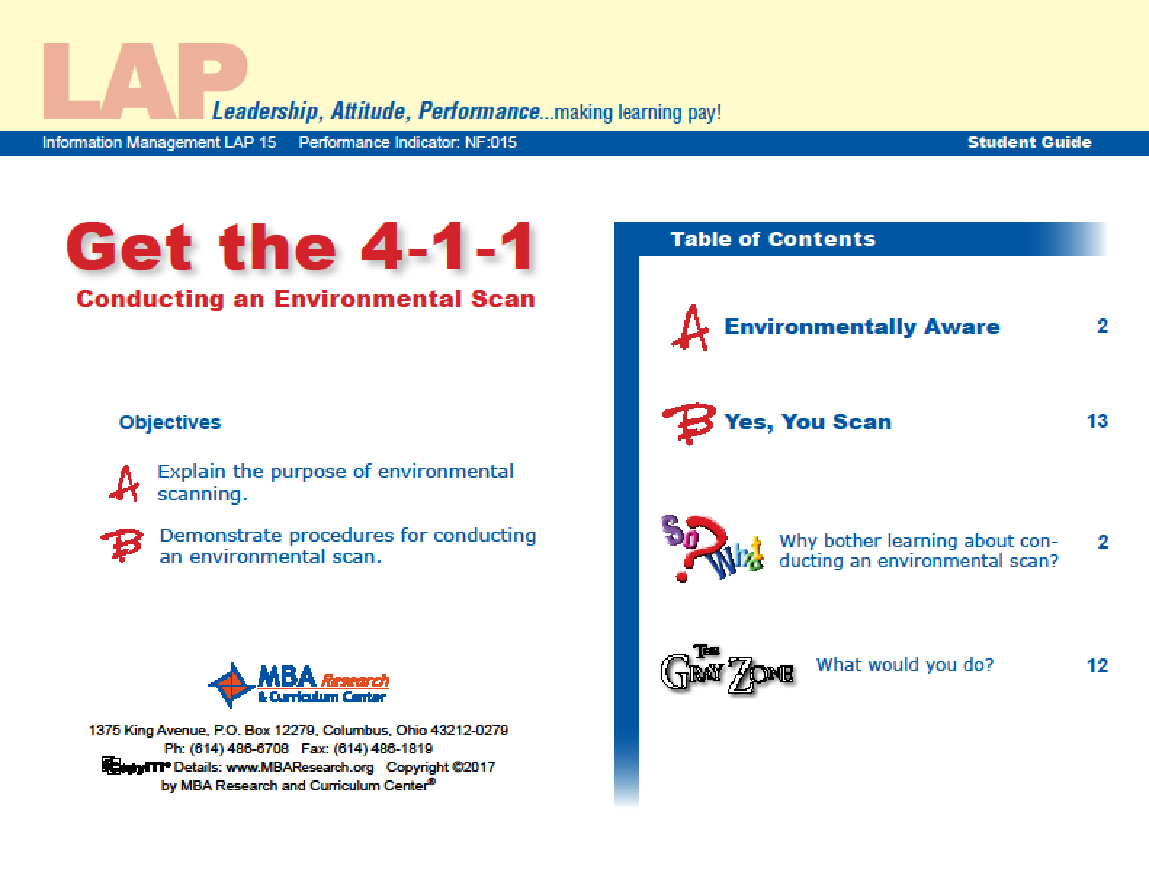 LAP
Leadership, Attitude, Performance...making learning pay!
Information Management LAP 15 Performance Indicator: NF:015
Student Guide
Get the 4-1-1
Conducting an Environmental Scan
Objectives
A Explain the purpose of environmental
scanning.
B Demonstrate procedures for conducting
an environmental scan.
MBA Research
& Curriculum Center
1375 King Avenue, P.O. Box 12279, Columbus, Ohio 43212-0279
Ph: (614) 486-6708 Fax: (614) 486-1819
CopyIT!® Details: www.MBAResearch.org Copyright ©2017
by MBA Research and Curriculum Center®
Table of Contents
A Environmentally Aware 2
B Yes, You Scan 13
So What ? Why bother learning about con- 2
ducting an environmental scan?
The Gray Zone What would you do? 12